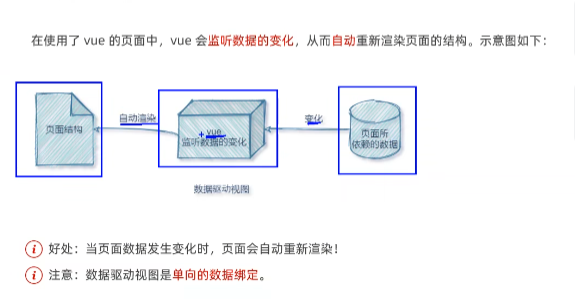 在使用了 vue 的页面中，vue 会监听数据的变化，从而自动重新渲染页面的结构。示意图如下：
页面结构
自动渲染
vue
监听数据的变化
变化
页面所
依赖的数据
数据驱动视图
好处：当页面数据发生变化时，页面会自动重新渲染！
注意：数据驱动视图是单向的数据绑定。